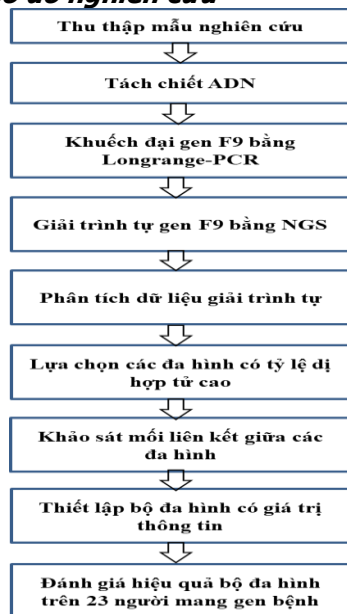 đồ nghiên cứu
Thu thập mẫu nghiên cứu
Tách chiết ADN
Khuếch đại gen F9 bằng
Longrange-PCR
Giải trình tự gen F9 bằng NGS
Phân tích dữ liệu giải trình tự
Lựa chọn các đa hình có tỷ lệ dị
hợp tử cao
Khảo sát mối liên kết giữa các
đa hình
Thiết lập bộ đa hình có giá trị
thông tin
Đánh giá hiệu quả bộ đa hình
trên 23 người mang gen bệnh